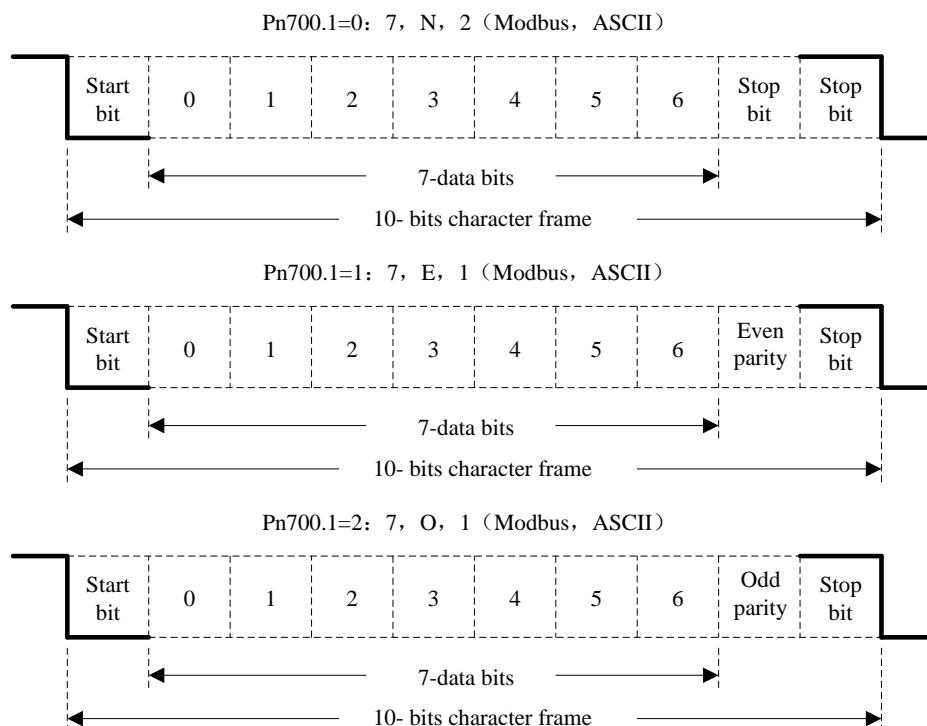 Pn700.1=0：7，N，2（Modbus，ASCII）
Start bit 0 1 2 3 4 5 6 Stop bit Stop bit
7-data bits
10- bits character frame
Pn700.1=1：7，E，1（Modbus，ASCII）
Start bit 0 1 2 3 4 5 6 Even parity Stop bit
7-data bits
10- bits character frame
Pn700.1=2：7，O，1（Modbus，ASCII）
Start bit 0 1 2 3 4 5 6 Odd parity Stop bit
7-data bits
10- bits character frame